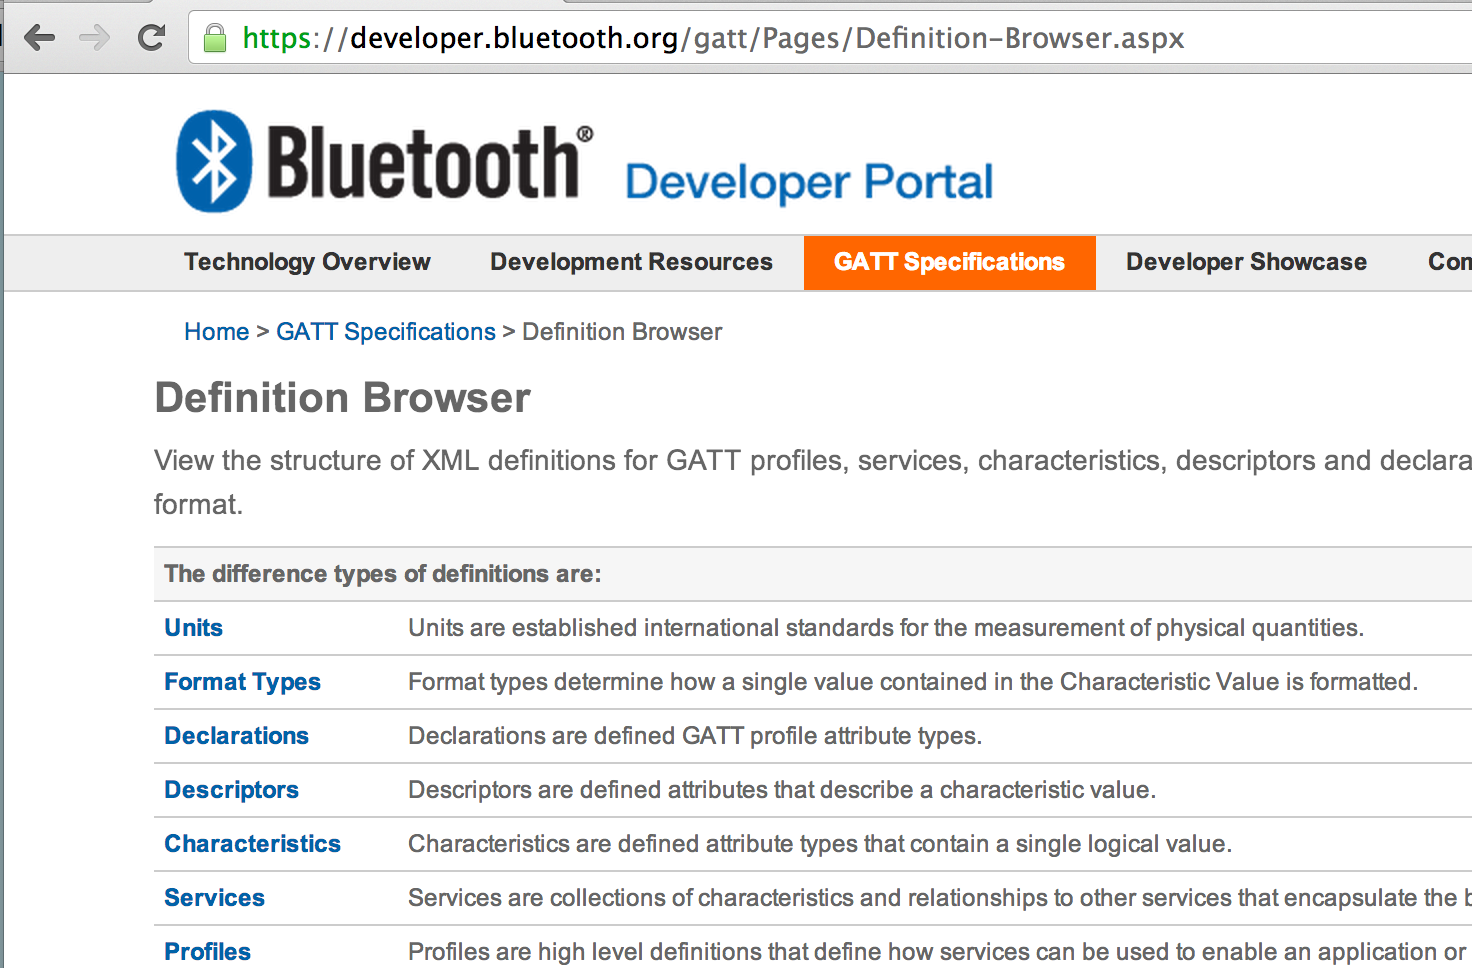 https://developer.bluetooth.org/gatt/Pages/Definition-Browser.aspx
Bluetooth® Developer Portal
Technology Overview Development Resources GATT Specifications Developer Showcase Com
Home > GATT Specifications > Definition Browser
Definition Browser
View the structure of XML definitions for GATT profiles, services, characteristics, descriptors and declara
format.
The difference types of definitions are:
Units Units are established international standards for the measurement of physical quantities.
Format Types Format types determine how a single value contained in the Characteristic Value is formatted.
Declarations Declarations are defined GATT profile attribute types.
Descriptors Descriptors are defined attributes that describe a characteristic value.
Characteristics Characteristics are defined attribute types that contain a single logical value.
Services Services are collections of characteristics and relationships to other services that encapsulate the b
Profiles Profiles are high level definitions that define how services can be used to enable an application or